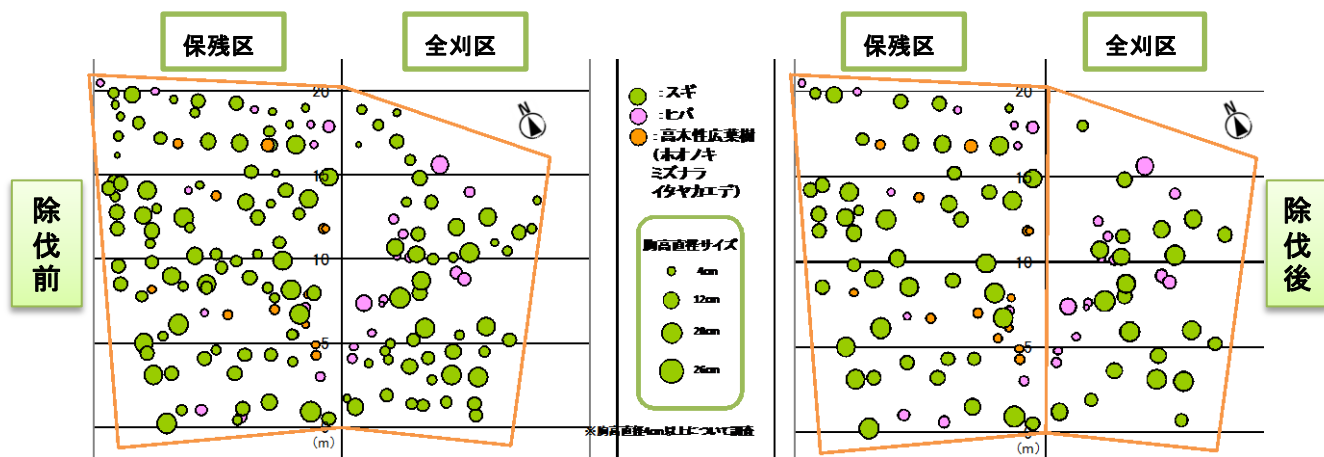 保残区
全刈区
保残区
全刈区
除伐前
20
15
10
5
0
(m)
N
:スギ
:ヒバ
:高木性広葉樹
(ホオノキ
ミズナラ
イタヤカエデ)
胸高直径サイズ
4cm
12cm
20cm
26cm
※胸高直径4cm以上について調査
20
15
10
5
0
(m)
N
除伐後